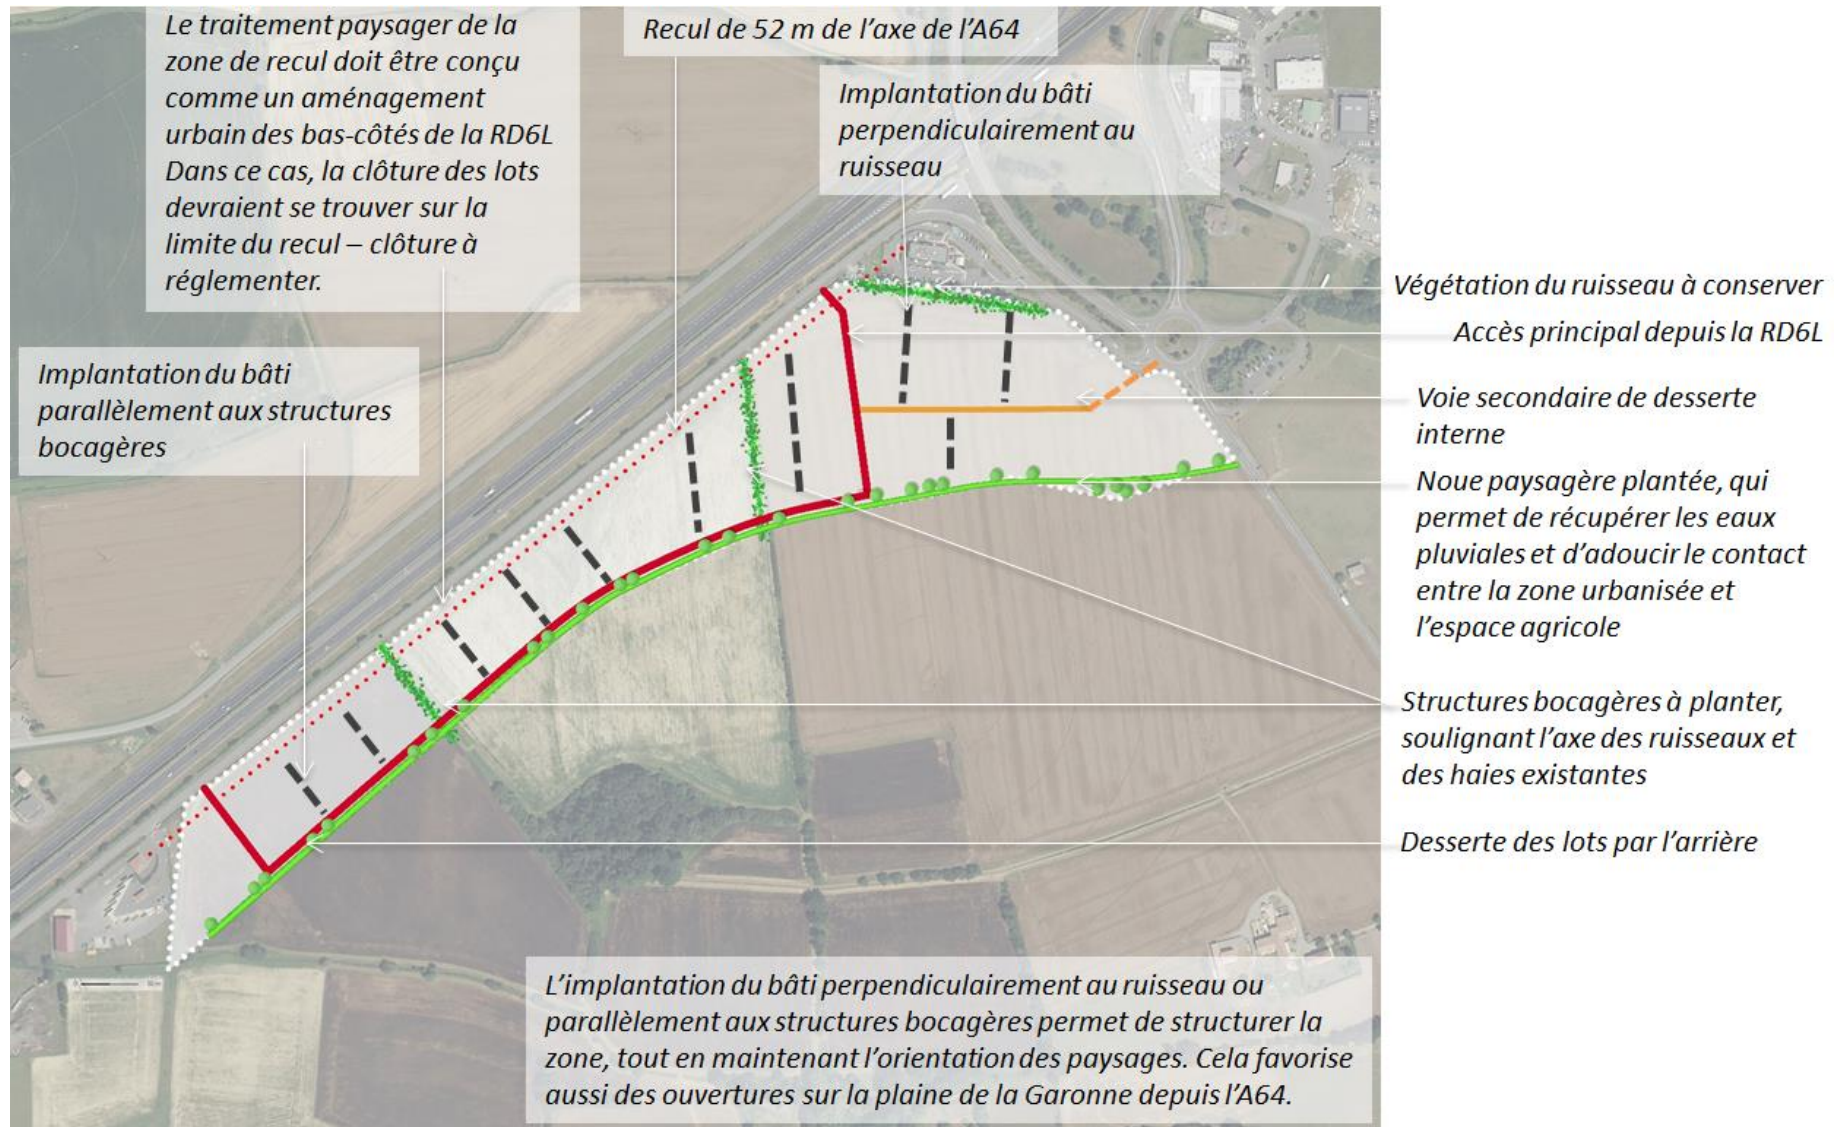 Le traitement paysager de la
zone de recul doit être conçu
comme un aménagement
urbain des bas-côtés de la RD6L
Dans ce cas, la clôture des lots
devraient se trouver sur la
limite du recul – clôture à
réglementer.
Recul de 52 m de l'axe de l'A64
Implantation du bâti
perpendiculairement au
ruisseau
Implantation du bâti
parallèlement aux structures
bocagères
Végétation du ruisseau à conserver
Accès principal depuis la RD6L
Voie secondaire de desserte
interne
Noue paysagère plantée, qui
permet de récupérer les eaux
pluviales et d'adoucir le contact
entre la zone urbanisée et
l'espace agricole
Structures bocagères à planter,
soulignant l'axe des ruisseaux et
des haies existantes
Desserte des lots par l'arrière
L'implantation du bâti perpendiculairement au ruisseau ou
parallèlement aux structures bocagères permet de structurer la
zone, tout en maintenant l'orientation des paysages. Cela favorise
aussi des ouvertures sur la plaine de la Garonne depuis l'A64.